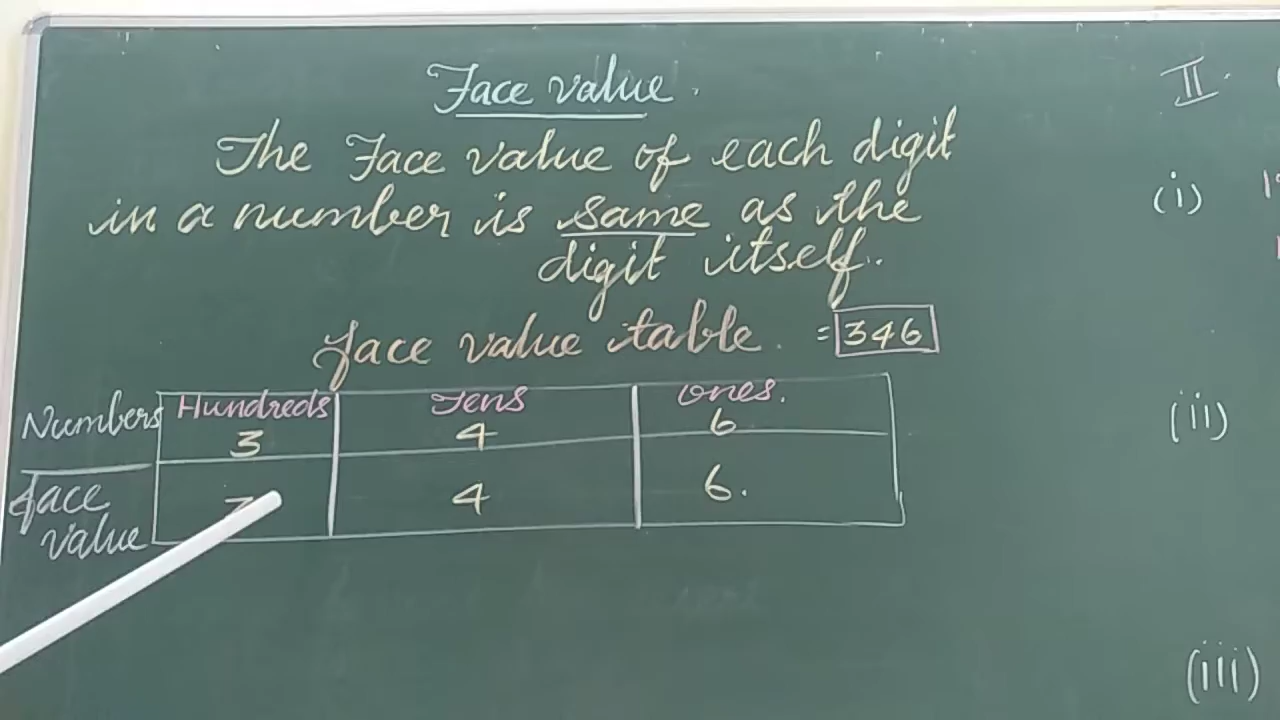 Face value.
The Face value of each digit
in a number is same as the
digit itself.
face value table. = 346
Numbers Hundreds Tens ones.
3 4 6
Face value 4 6.
II.
(i)
(ii)
(iii)